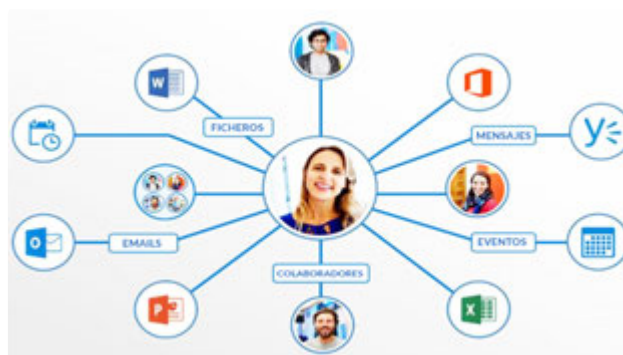 W
FICHEROS
MENSAJES
EMAILS
EVENTOS
COLABORADORES
O
P
X